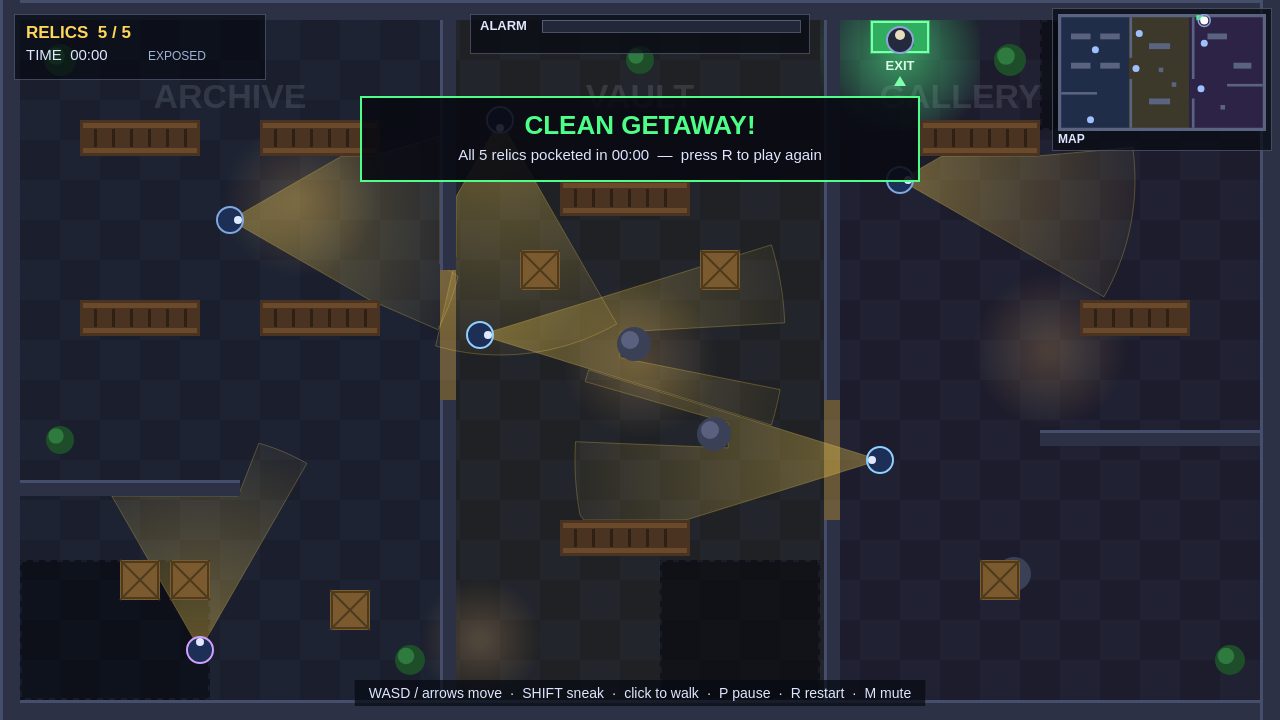 RELICS 5 / 5
TIME 00:00 EXPOSED
ALARM
EXIT
MAP
ARCHIVE
VAULT
GALLERY
CLEAN GETAWAY!
All 5 relics pocketed in 00:00 — press R to play again
WASD / arrows move · SHIFT sneak · click to walk · P pause · R restart · M mute